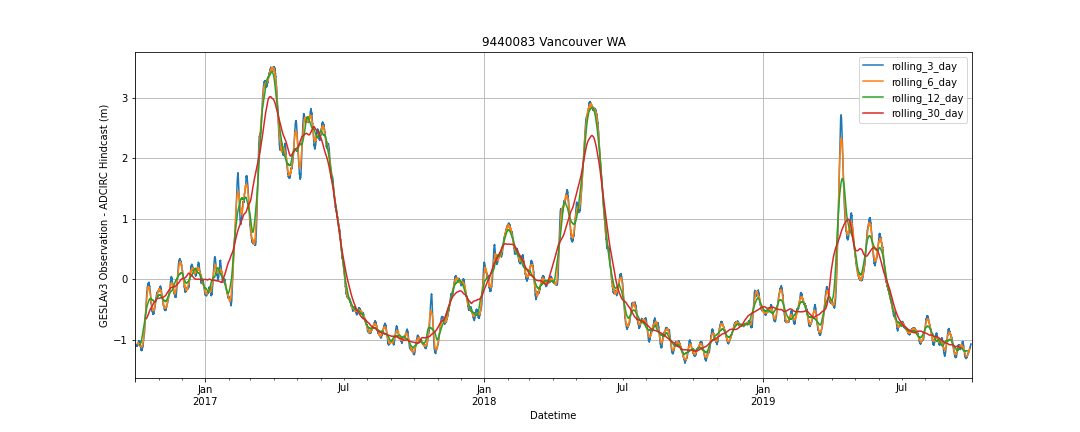 9440083 Vancouver WA
GESLAv3 Observation - ADCIRC Hindcast (m)
3
2
1
0
−1
rolling_3_day
rolling_6_day
rolling_12_day
rolling_30_day
Jan
2017
Jul
Jan
2018
Jul
Jan
2019
Jul
Datetime